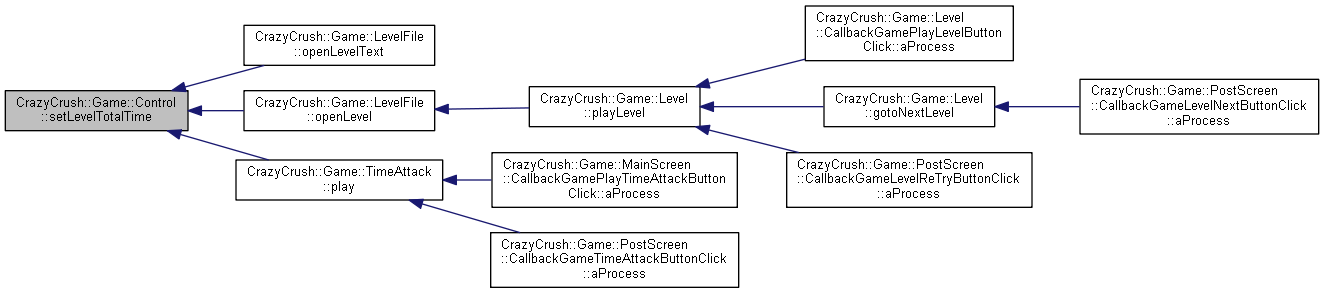 CrazyCrush::Game::Control
::setLevelTotalTime
CrazyCrush::Game::LevelFile
::openLevelText
CrazyCrush::Game::LevelFile
::openLevel
CrazyCrush::Game::TimeAttack
::play
CrazyCrush::Game::Level
::playLevel
CrazyCrush::Game::MainScreen
::CallbackGamePlayTimeAttackButton
Click::aProcess
CrazyCrush::Game::PostScreen
::CallbackGameTimeAttackButtonClick
::aProcess
CrazyCrush::Game::Level
::CallbackGamePlayLevelButton
Click::aProcess
CrazyCrush::Game::Level
::gotoNextLevel
CrazyCrush::Game::PostScreen
::CallbackGameLevelReTryButtonClick
::aProcess
CrazyCrush::Game::PostScreen
::CallbackGameLevelNextButtonClick
::aProcess